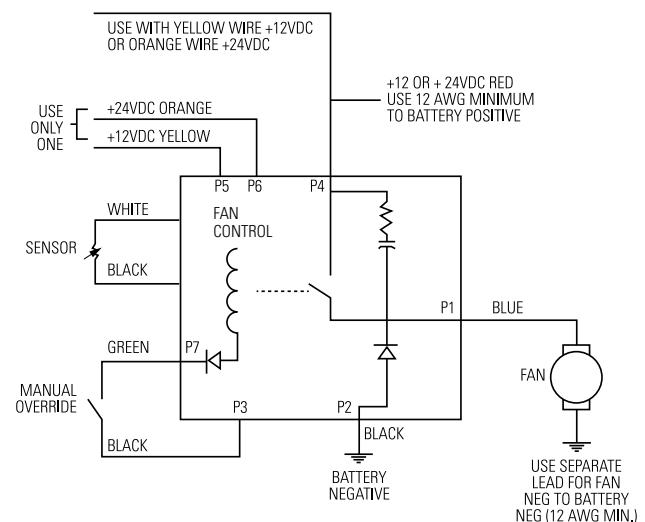 USE WITH YELLOW WIRE +12VDC
OR ORANGE WIRE +24VDC
+12 OR + 24VDC RED
USE 12 AWG MINIMUM
TO BATTERY POSITIVE
USE
ONLY
ONE
+24VDC ORANGE
+12VDC YELLOW
P5
P6
P4
WHITE
FAN
CONTROL
SENSOR
BLACK
P1
BLUE
GREEN
P7
FAN
MANUAL
OVERRIDE
P3
P2
BLACK
BLACK
BATTERY
NEGATIVE
USE SEPARATE
LEAD FOR FAN
NEG TO BATTERY
NEG (12 AWG MIN.)